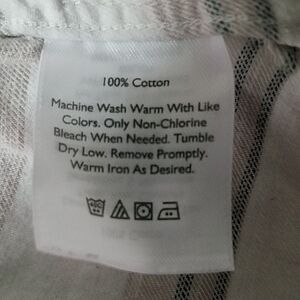 100% Cotton
Machine Wash Warm With Like
Colors. Only Non-Chlorine
Bleach When Needed. Tumble
Dry Low. Remove Promptly.
Warm Iron As Desired.